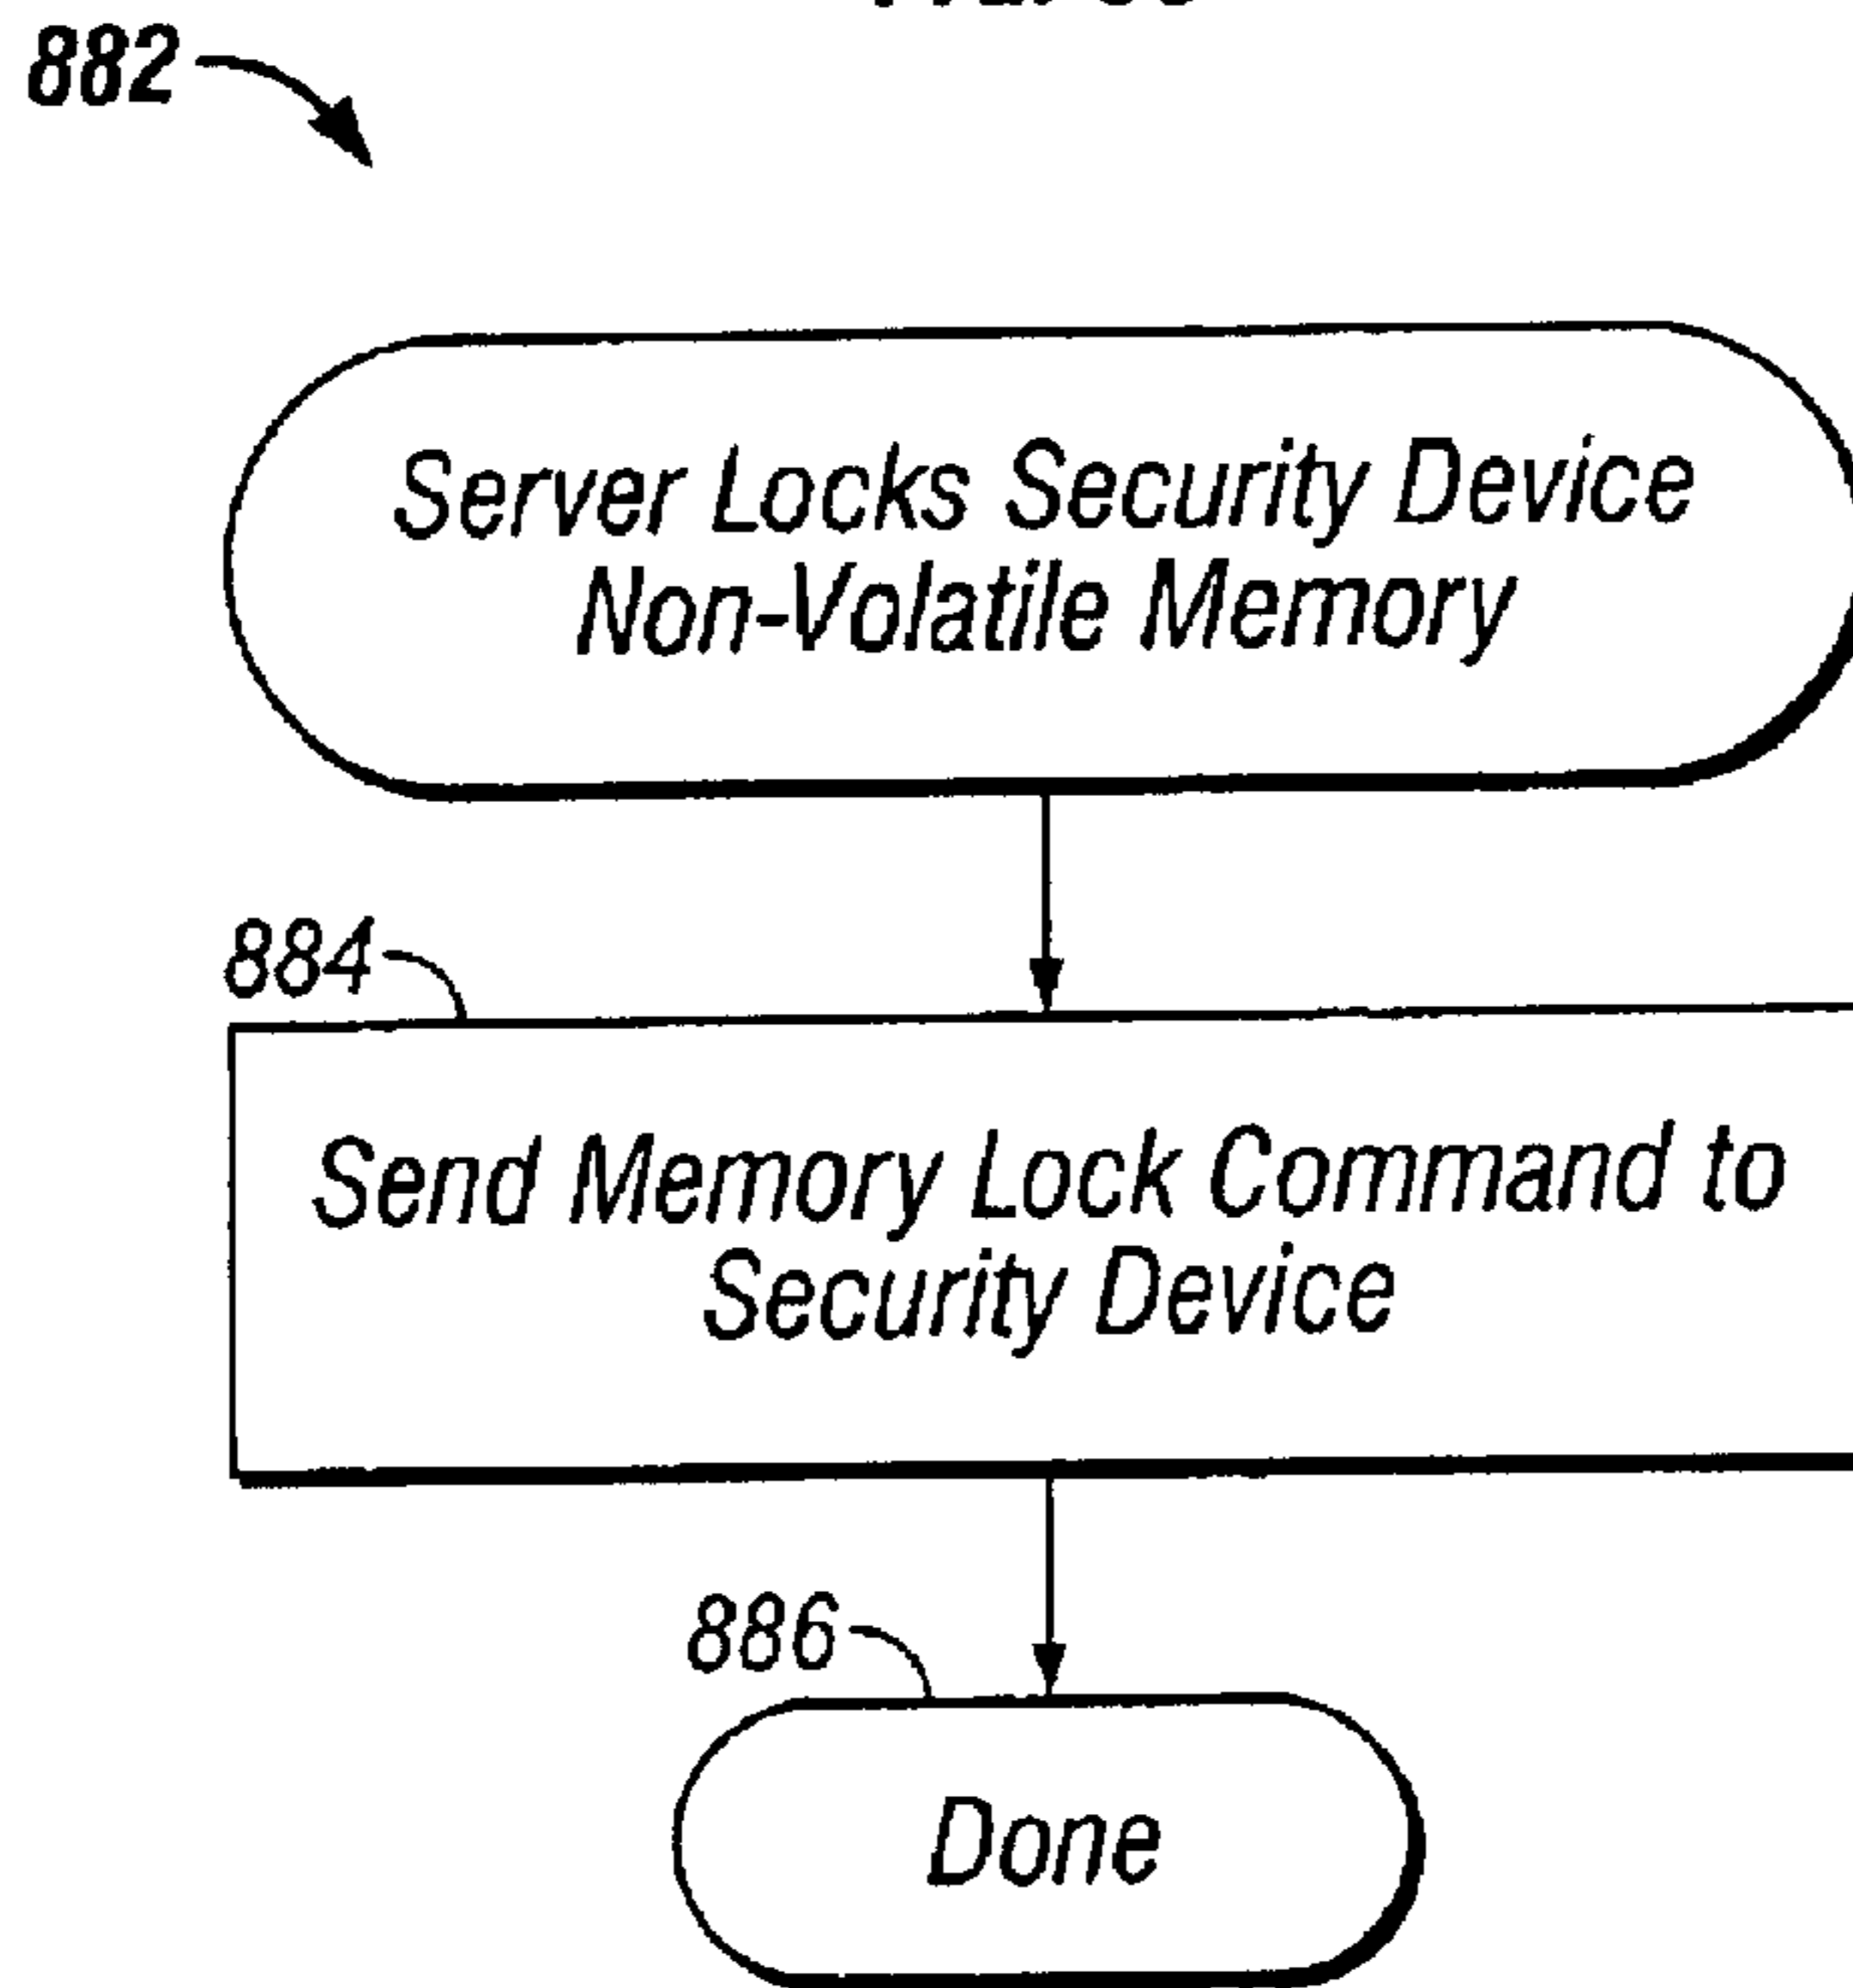 882
Server Locks Security Device
Non-Volatile Memory
884
Send Memory Lock Command to
Security Device
886
Done